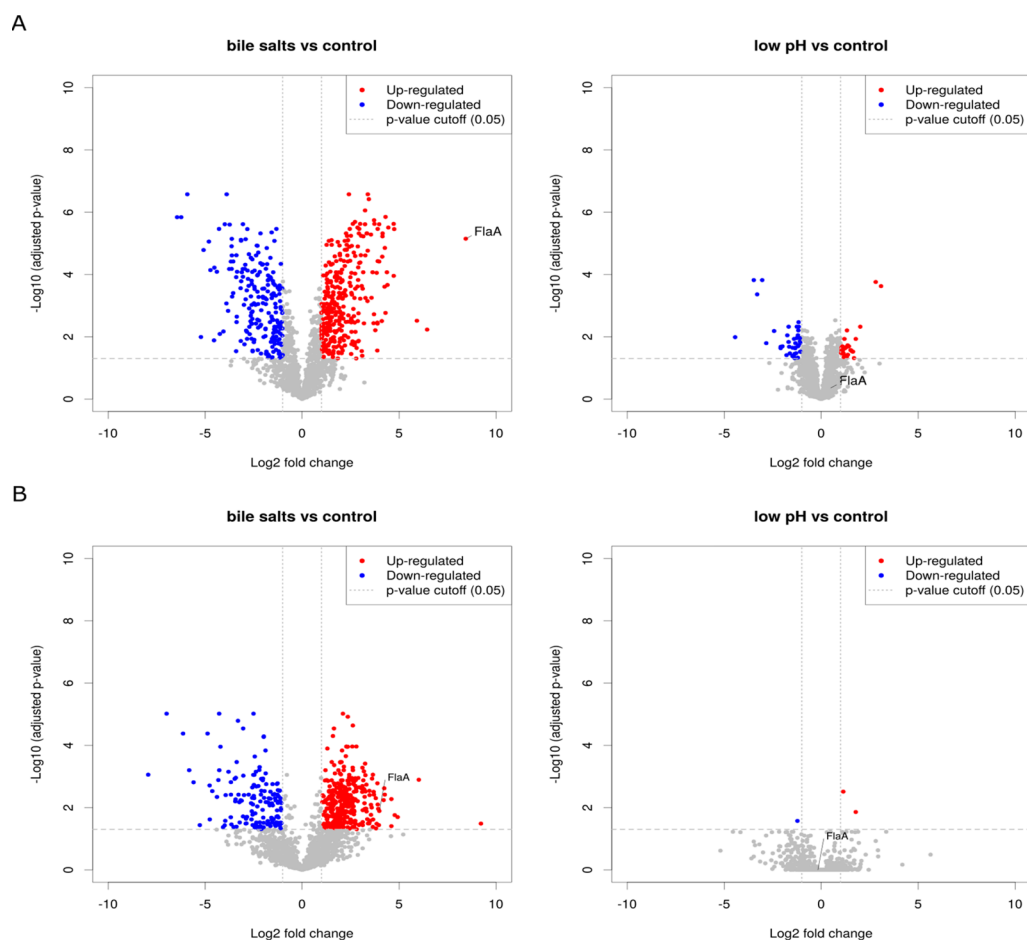 A
bile salts vs control
Up-regulated
Down-regulated
p-value cutoff (0.05)
FlaA
-Log10 (adjusted p-value)
10
8
6
4
2
0
-10
-5
0
5
10
Log2 fold change
low pH vs control
Up-regulated
Down-regulated
p-value cutoff (0.05)
FlaA
-Log10 (adjusted p-value)
10
8
6
4
2
0
-10
-5
0
5
10
Log2 fold change
B
bile salts vs control
Up-regulated
Down-regulated
p-value cutoff (0.05)
FlaA
-Log10 (adjusted p-value)
10
8
6
4
2
0
-10
-5
0
5
10
Log2 fold change
low pH vs control
Up-regulated
Down-regulated
p-value cutoff (0.05)
FlaA
-Log10 (adjusted p-value)
10
8
6
4
2
0
-10
-5
0
5
10
Log2 fold change